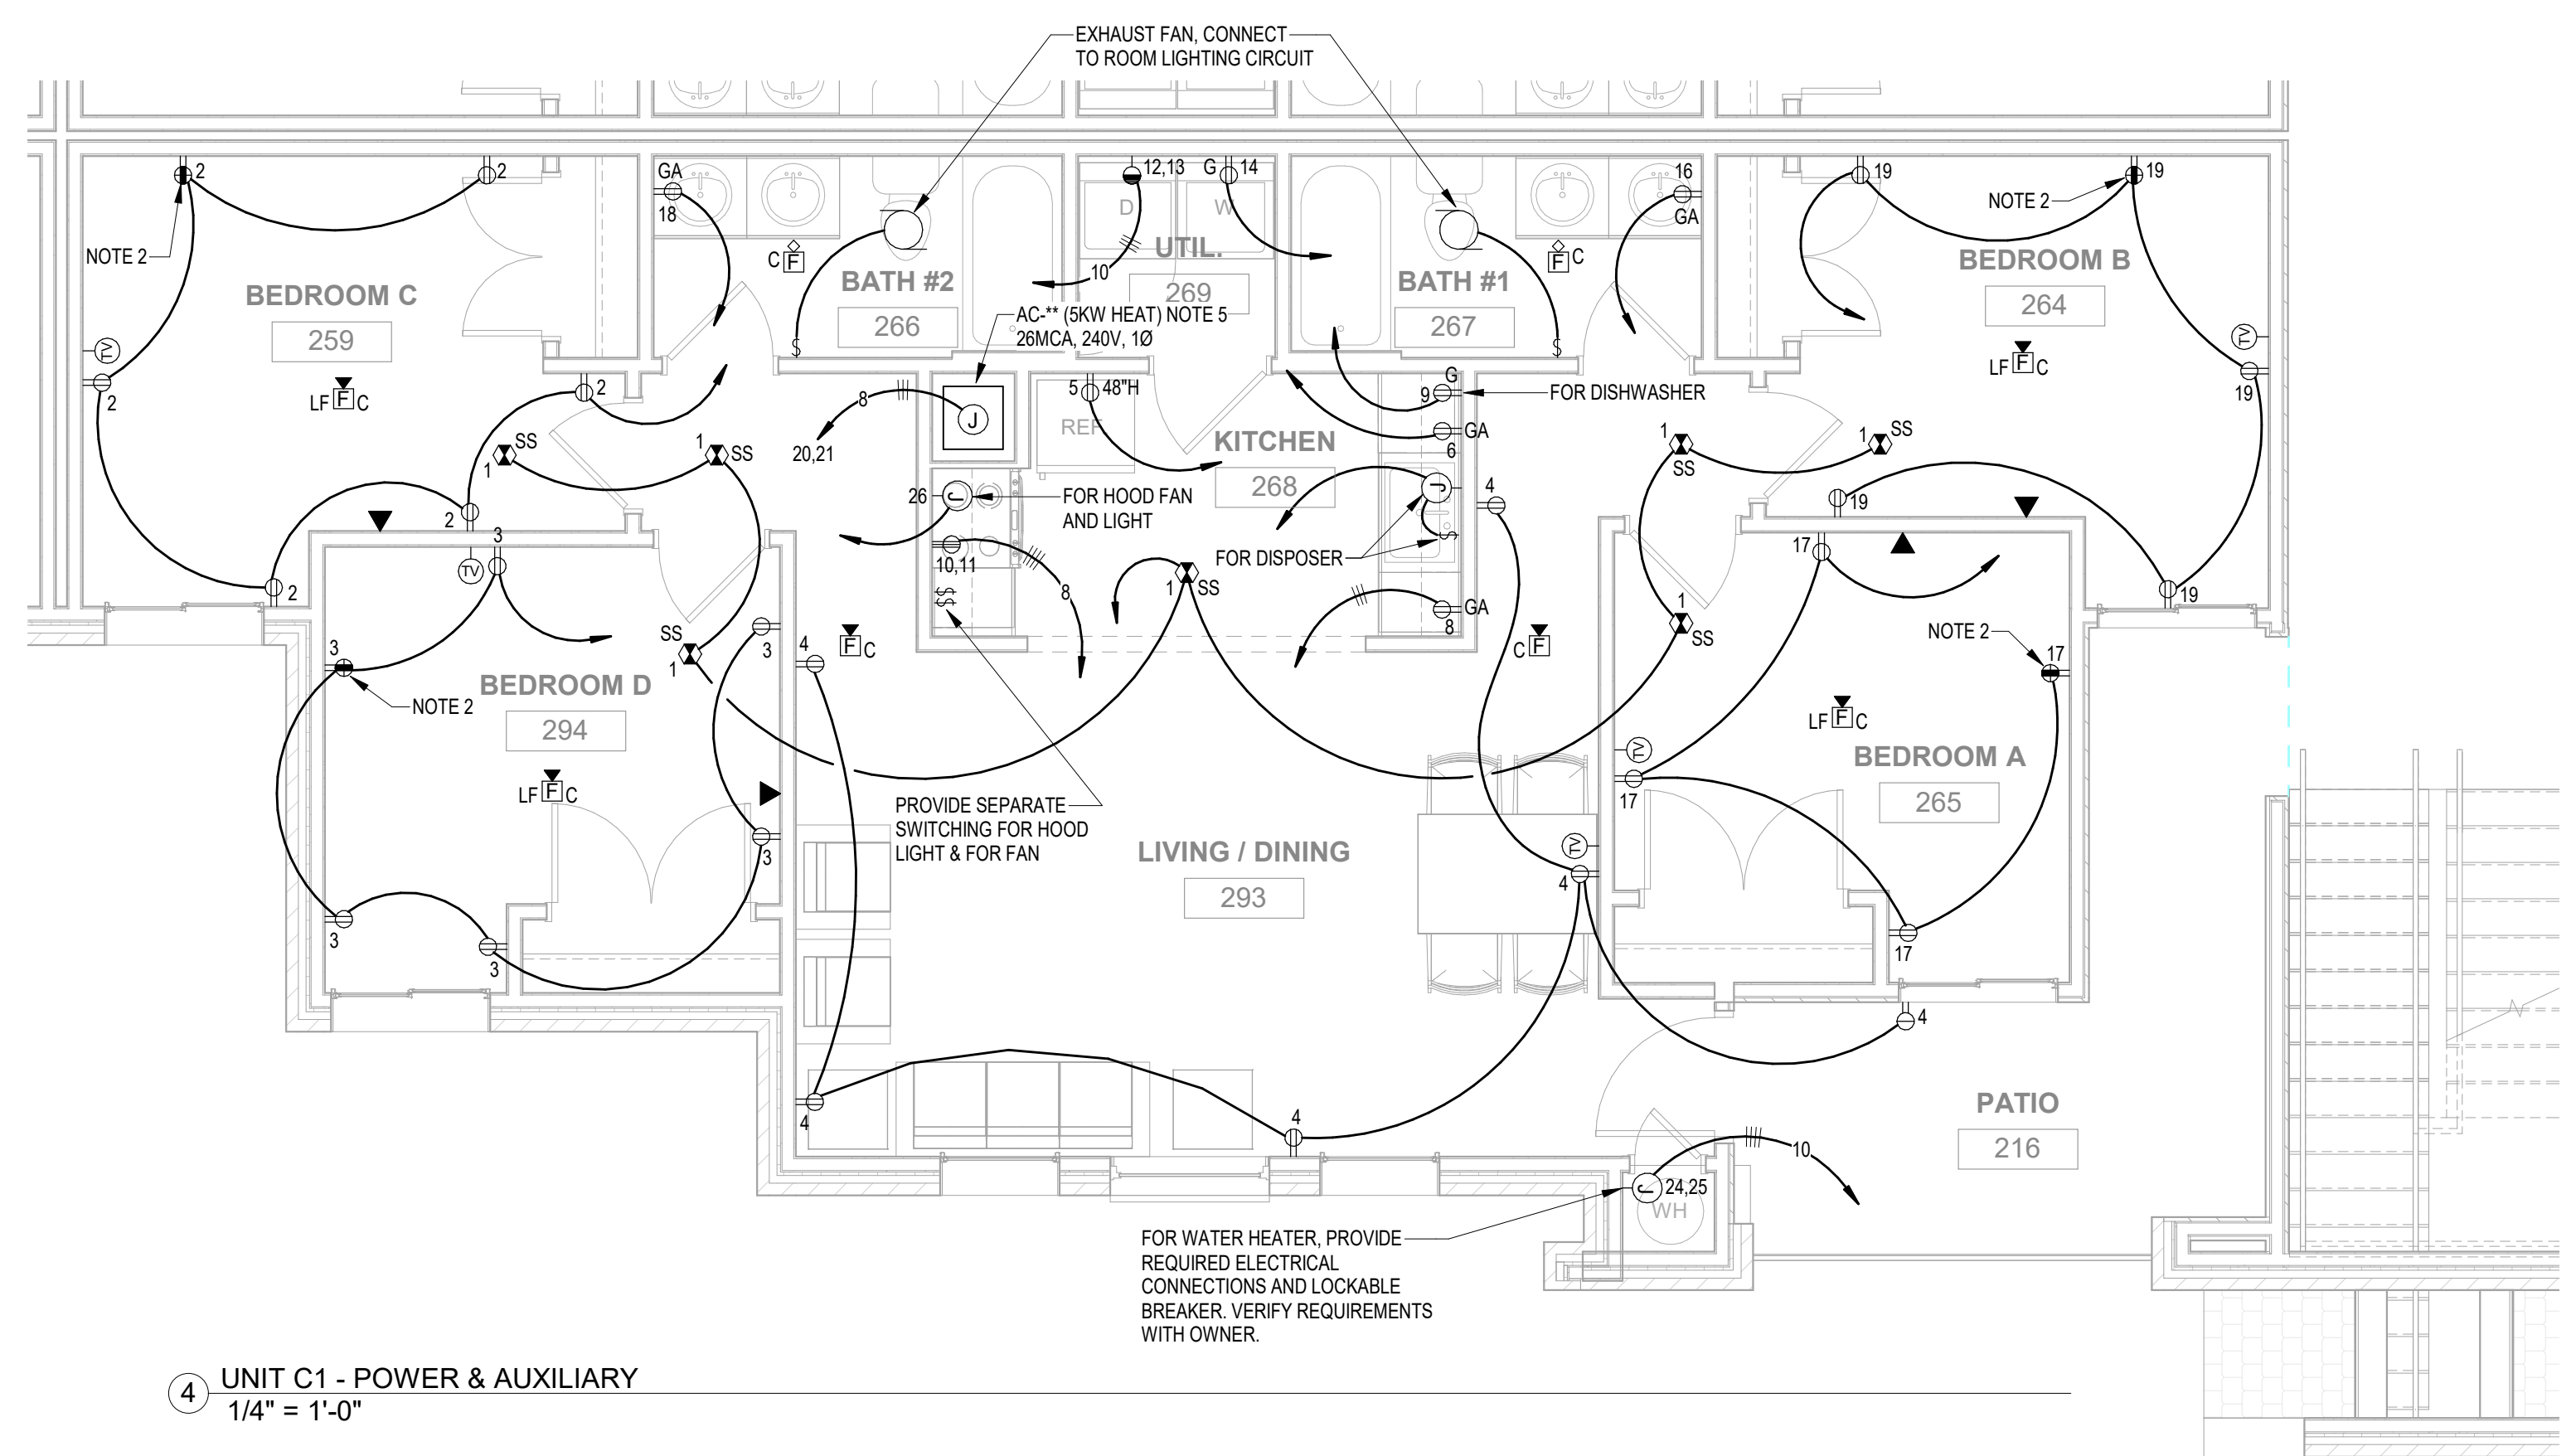 EXHAUST FAN, CONNECT
TO ROOM LIGHTING CIRCUIT
2
2
GA
18
12,13
G
14
16
GA
19
19
NOTE 2
NOTE 2
D
W
UTIL.
269
10
C F
F C
BATH #2
266
BATH #1
267
BEDROOM C
259
BEDROOM B
264
TV
2
LF F C
2
AC-** (5KW HEAT) NOTE 5
26MCA, 240V, 1Ø
S
S
TV
19
LF F C
8
J
20,21
5
48"H
REF
KITCHEN
268
G
9
FOR DISHWASHER
GA
6
1
SS
1
SS
1
SS
1
SS
26
J
FOR HOOD FAN
AND LIGHT
J
S
FOR DISPOSER
4
19
2
2
3
TV
10,11
8
$$
1
SS
GA
8
17
19
SS
1
3
3
4
F C
C F
1
SS
NOTE 2
17
NOTE 2
BEDROOM D
294
LF F C
LF F C
BEDROOM A
265
TV
17
3
PROVIDE SEPARATE
SWITCHING FOR HOOD
LIGHT & FOR FAN
LIVING / DINING
293
TV
4
3
3
17
4
4
4
PATIO
216
10
J
24,25
WH
FOR WATER HEATER, PROVIDE
REQUIRED ELECTRICAL
CONNECTIONS AND LOCKABLE
BREAKER. VERIFY REQUIREMENTS
WITH OWNER.
4
UNIT C1 - POWER & AUXILIARY
1/4" = 1'-0"